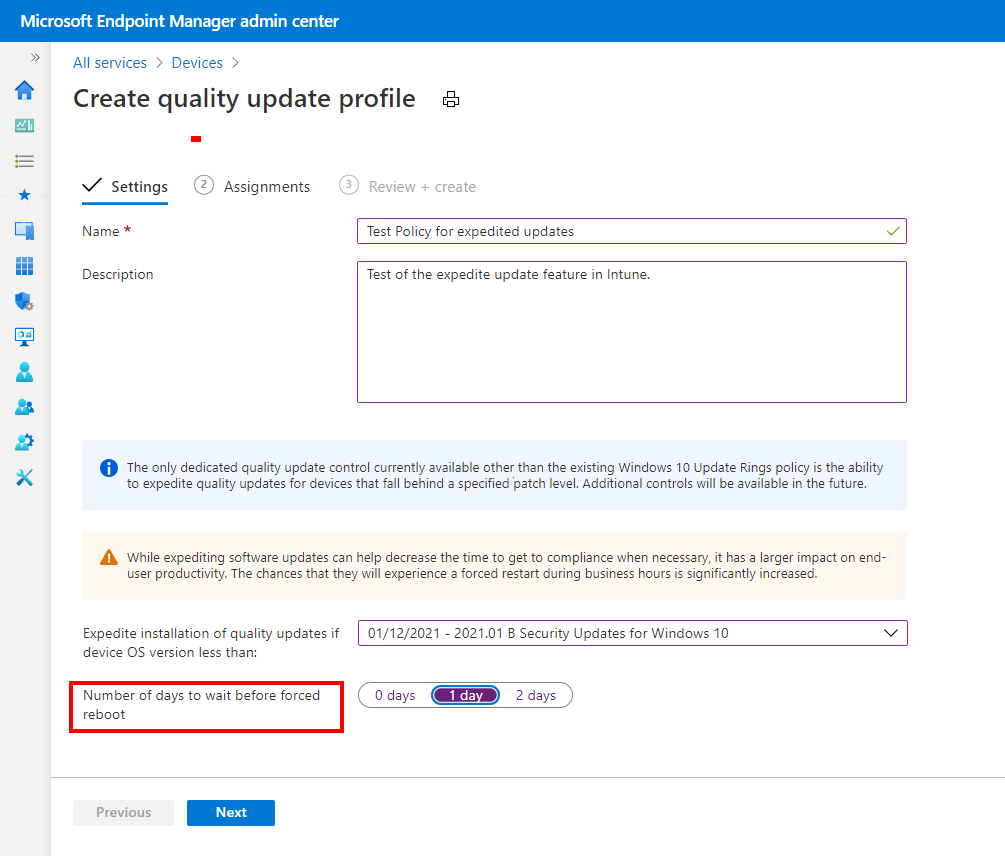 Microsoft Endpoint Manager admin center
All services > Devices >
Create quality update profile
Settings 2 Assignments 3 Review + create
Name *
Test Policy for expedited updates
Description
Test of the expedite update feature in Intune.
The only dedicated quality update control currently available other than the existing Windows 10 Update Rings policy is the ability
to expedite quality updates for devices that fall behind a specified patch level. Additional controls will be available in the future.
While expediting software updates can help decrease the time to get to compliance when necessary, it has a larger impact on end-
user productivity. The chances that they will experience a forced restart during business hours is significantly increased.
Expedite installation of quality updates if
device OS version less than:
01/12/2021 - 2021.01 B Security Updates for Windows 10
Number of days to wait before forced
reboot
0 days 1 day 2 days
Previous Next